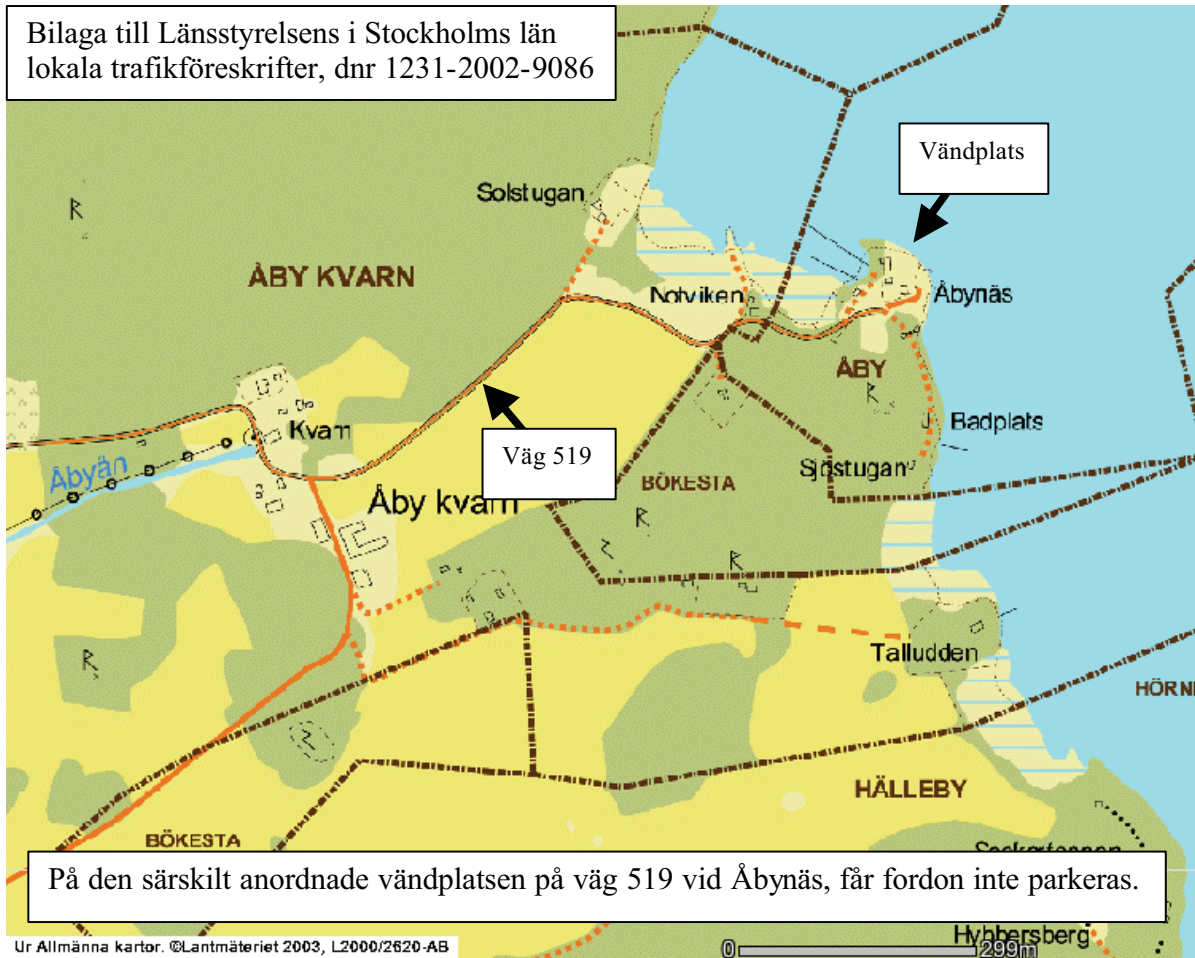 Bilaga till Länsstyrelsens i Stockholms län
lokala trafikföreskrifter, dnr 1231-2002-9086
Vändplats
Solstugan
R
ÅBY KVARN
Notviken
Åbynäs
ÅBY
R
Kvarn
Väg 519
Badplats
Åbyån
Sjöstugan
BÖKESTA
Åby kvarn
R
R
R
Talludden
HÖRN
HÄLLEBY
BÖKESTA
På den särskilt anordnade vändplatsen på väg 519 vid Åbynäs, får fordon inte parkeras.
Ur Allmänna kartor. ©Lantmäteriet 2003, L2000/2620-AB
0
299m
Hybbersberg